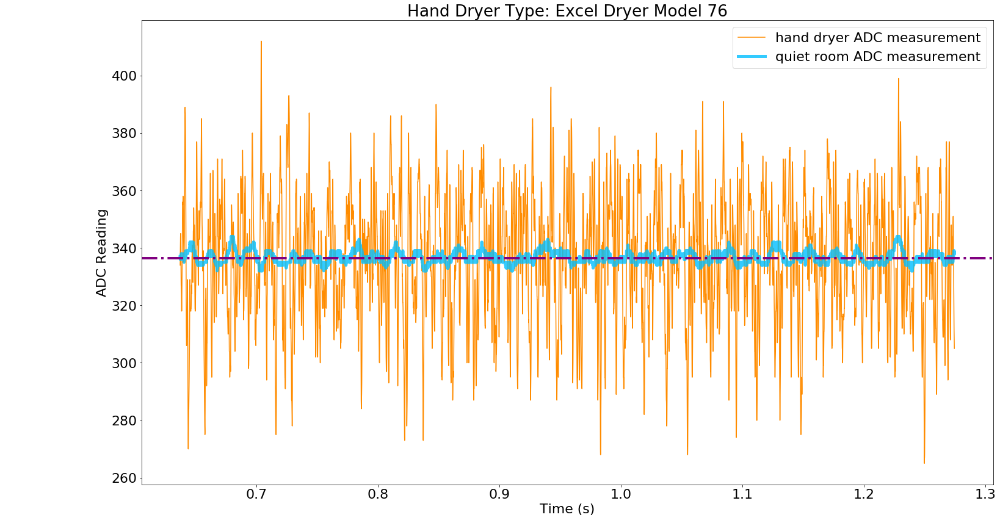 Hand Dryer Type: Excel Dryer Model 76
hand dryer ADC measurement
quiet room ADC measurement
400
380
360
340
320
300
280
260
ADC Reading
0.7 0.8 0.9 1.0 1.1 1.2 1.3
Time (s)